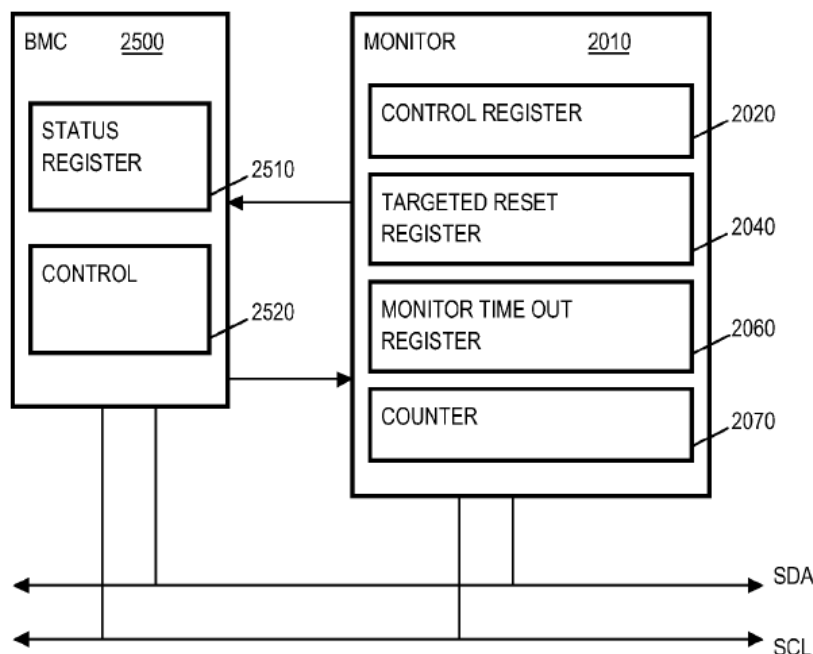 BMC 2500
STATUS
REGISTER
2510
CONTROL
2520
MONITOR 2010
CONTROL REGISTER
2020
TARGETED RESET
REGISTER
2040
MONITOR TIME OUT
REGISTER
2060
COUNTER
2070
SDA
SCL